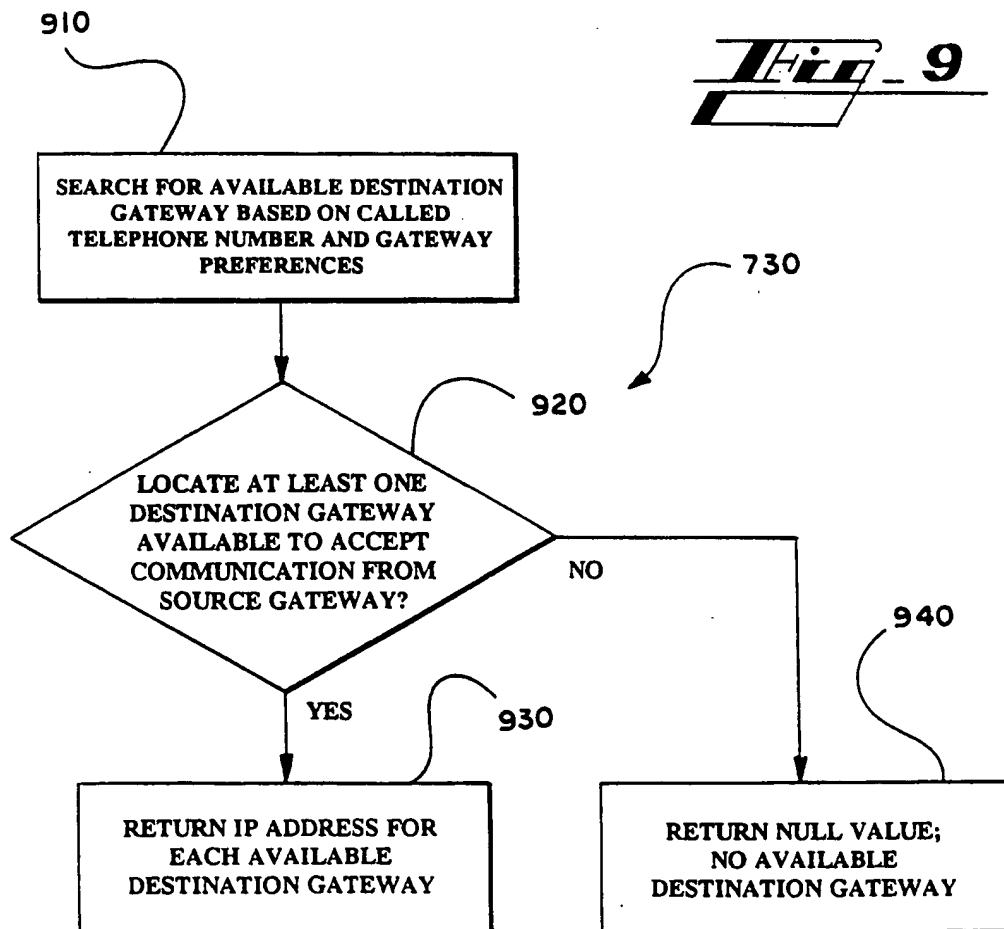 910
Fig_ 9
SEARCH FOR AVAILABLE DESTINATION
GATEWAY BASED ON CALLED
TELEPHONE NUMBER AND GATEWAY
PREFERENCES
730
920
LOCATE AT LEAST ONE
DESTINATION GATEWAY
AVAILABLE TO ACCEPT
COMMUNICATION FROM
SOURCE GATEWAY?
NO
940
YES
930
RETURN IP ADDRESS FOR
EACH AVAILABLE
DESTINATION GATEWAY
RETURN NULL VALUE;
NO AVAILABLE
DESTINATION GATEWAY